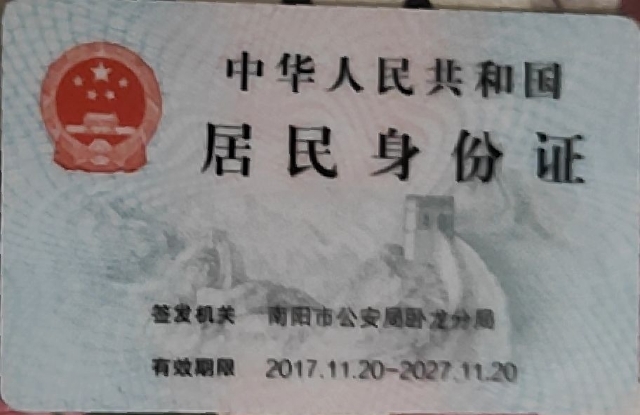 中华人民共和国
居民身份证
签发机关 南阳市公安局卧龙分局
有效期限 2017.11.20-2027.11.20